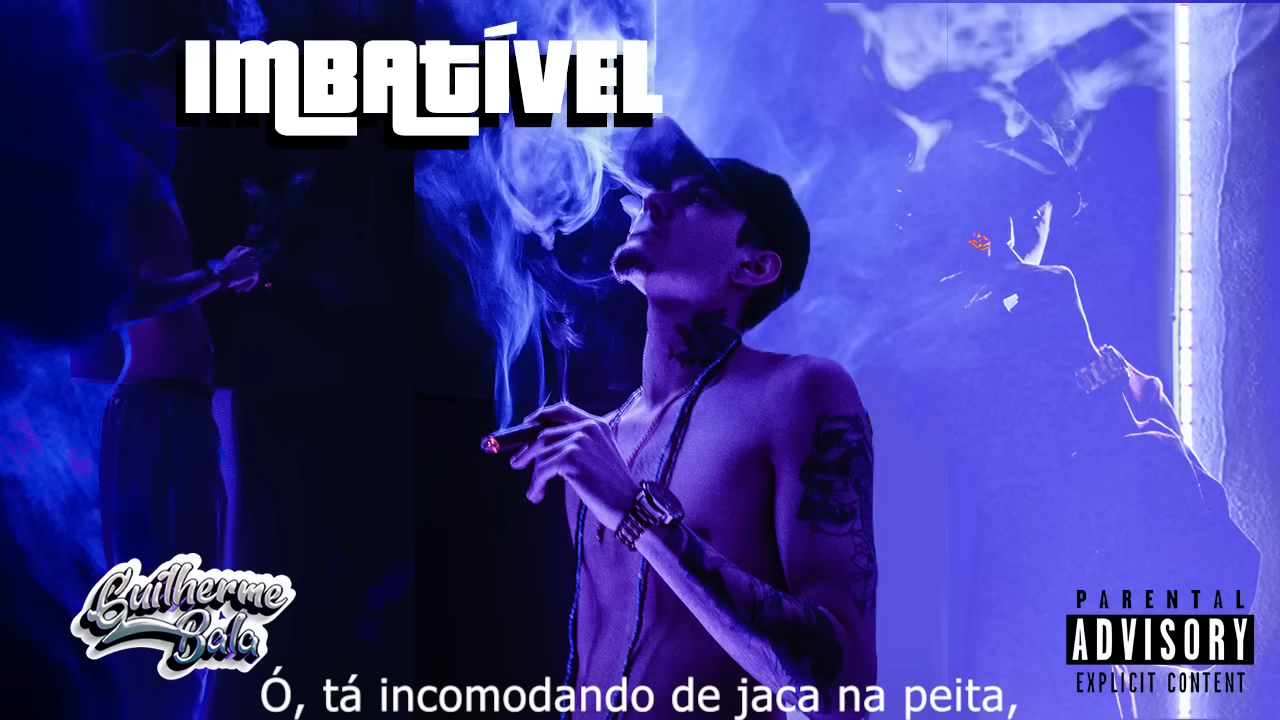 IMBATÍVEL
Guilherme
Bala
PARENTAL
ADVISORY
EXPLICIT CONTENT
Ó, tá incomodando de jaca na peita,